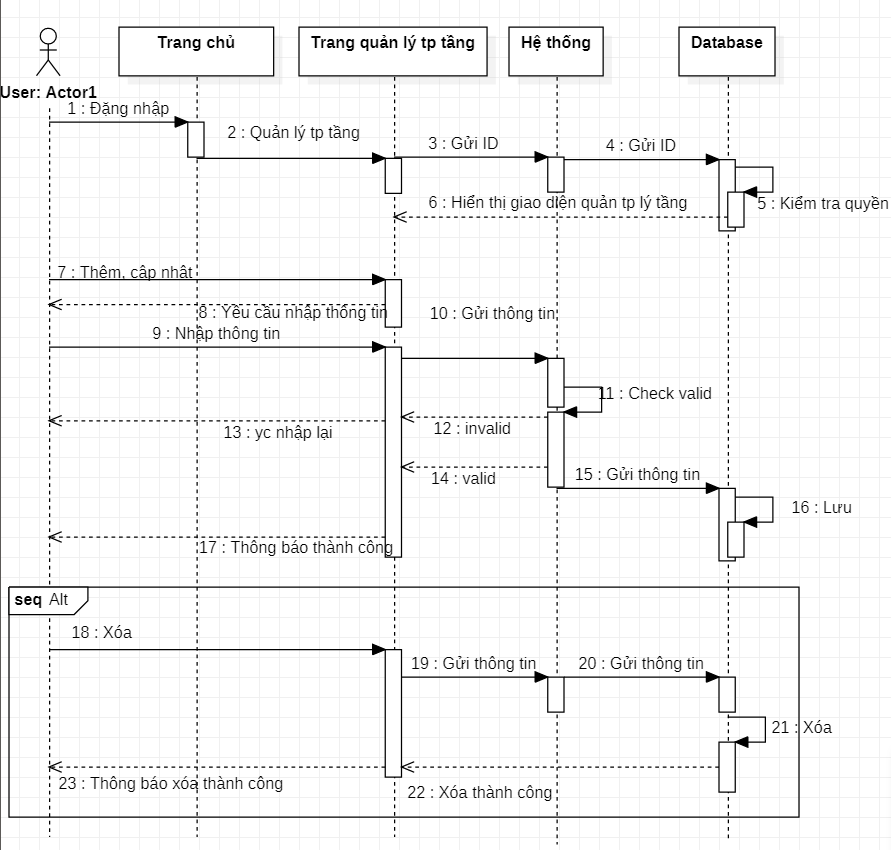 Trang chủ
Trang quản lý tp tầng
Hệ thống
Database
User: Actor1
1 : Đặng nhập
2 : Quản lý tp tầng
3 : Gửi ID
4 : Gửi ID
5 : Kiểm tra quyền
6 : Hiển thị giao diện quản tp lý tầng
7 : Thêm, cập nhật
8 : Yêu cầu nhập thông tin
9 : Nhập thông tin
10 : Gửi thông tin
11 : Check valid
12 : invalid
13 : yc nhập lại
14 : valid
15 : Gửi thông tin
16 : Lưu
17 : Thông báo thành công
seq Alt
18 : Xóa
19 : Gửi thông tin
20 : Gửi thông tin
21 : Xóa
22 : Xóa thành công
23 : Thông báo xóa thành công